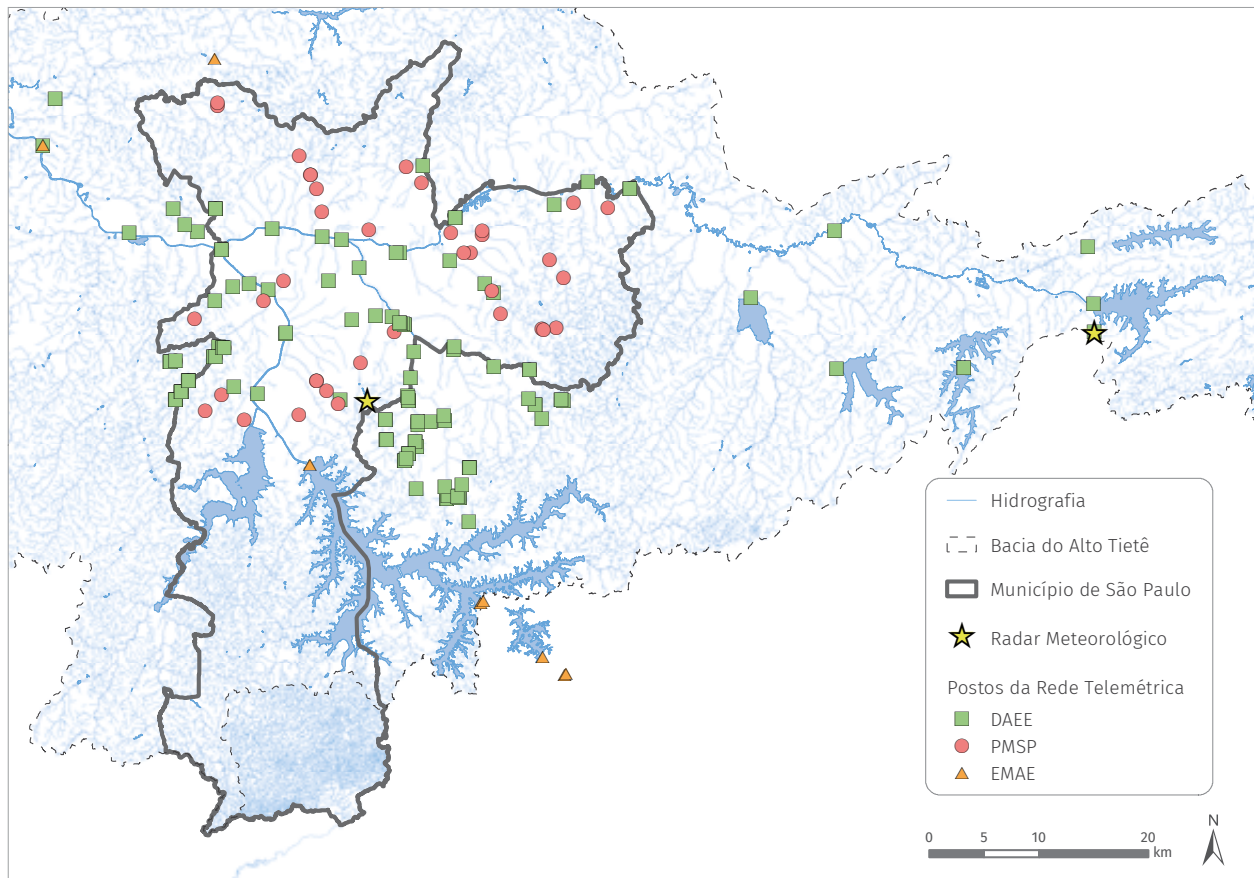 Hidrografia
Bacia do Alto Tietê
Município de São Paulo
Radar Meteorológico
Postos da Rede Telemétrica
DAEE
PMSP
EMAE
N
0 5 10 20
km